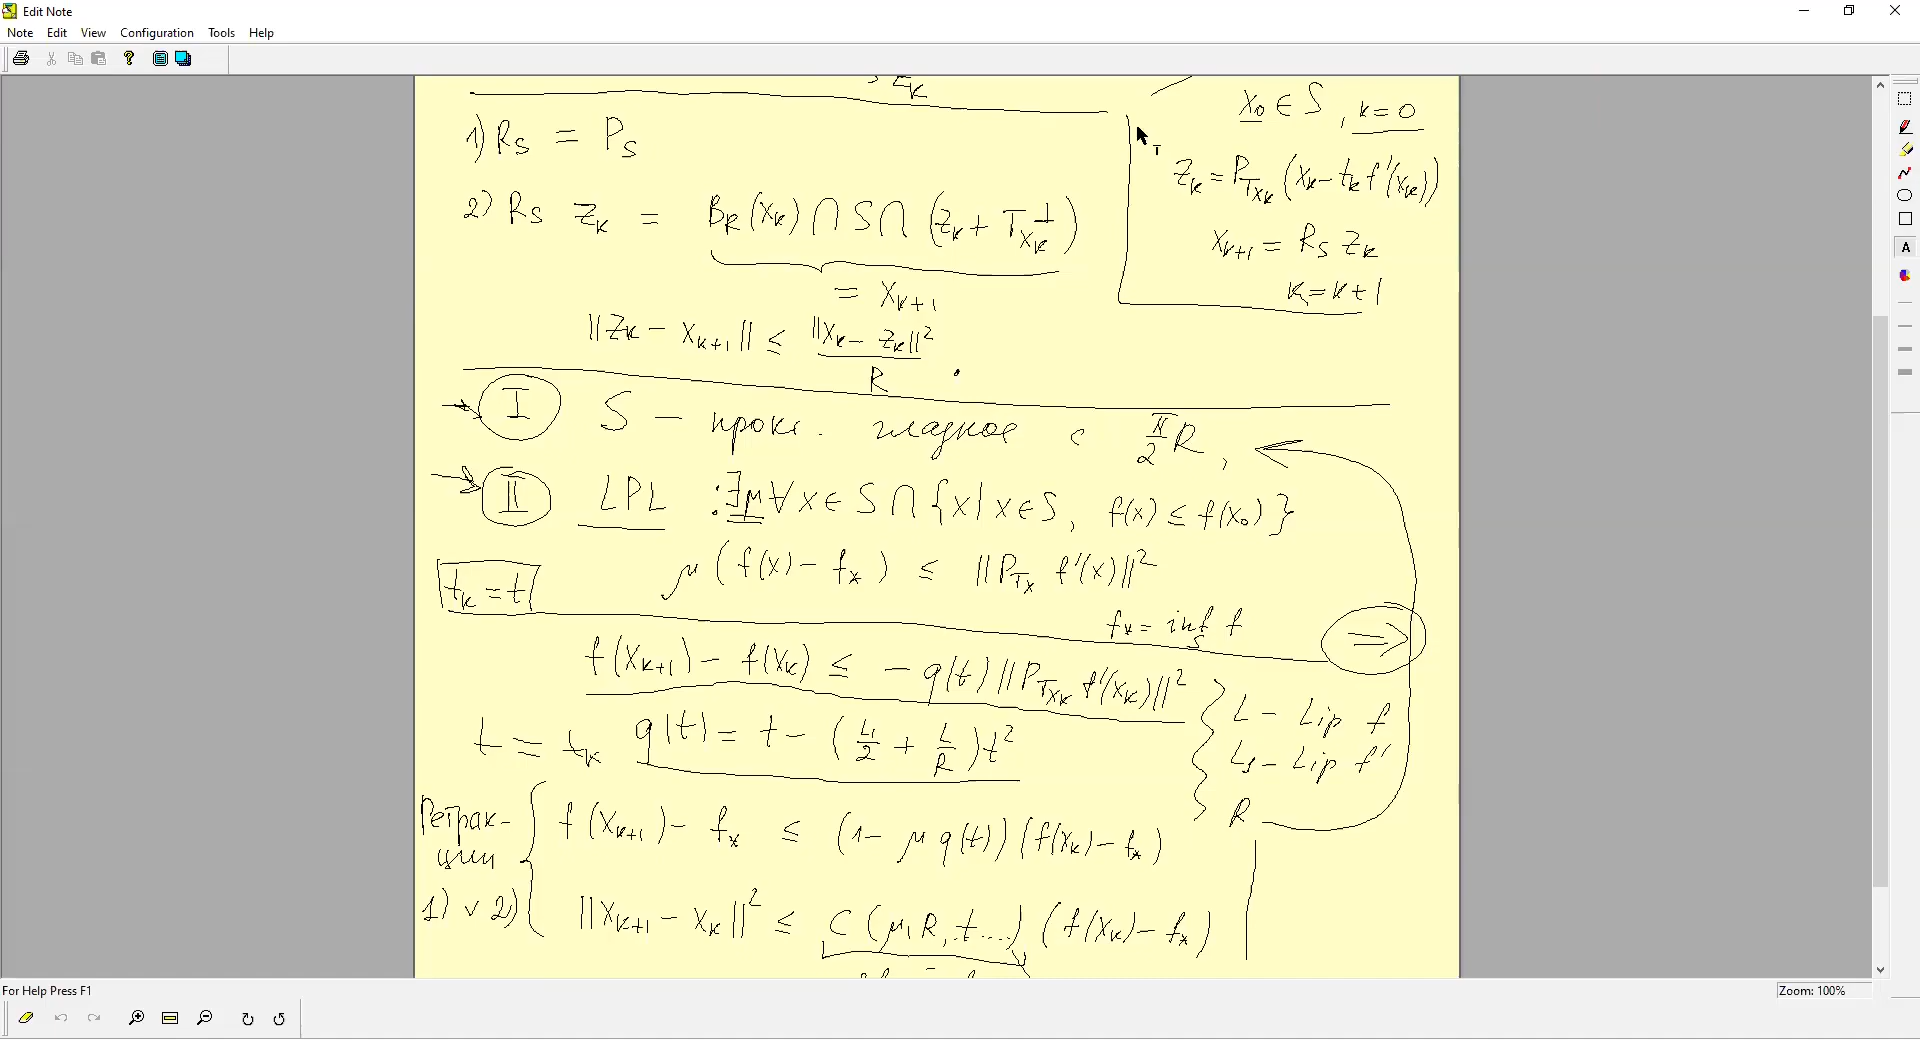 Edit Note
Note Edit View Configuration Tools Help
x₀ ∈ S, k=0
z_k = P_{T_{x_k}} (x_k − t_k f'(x_k))
x_{k+1} = R_S z_k
k = k+1
1) R_S = P_S
2) R_S z_k = B_R(x_k) ∩ S ∩ (z_k + T_{x_k}^⊥)
= x_{k+1}
||z_k − x_{k+1}|| ≤ ||x_k − z_k||² / R
I S – прокс. гладкое с π/2 R,
II LPL : ∃μ ∀x ∈ S ∩ {x | x ∈ S, f(x) ≤ f(x₀)}
μ (f(x) − f_*) ≤ ||P_{T_x} f'(x)||²
t_k = t
f_* = inf_S f
⇒
f(x_{k+1}) − f(x_k) ≤ − q(t) ||P_{T_{x_k}} f'(x_k)||²
t = t_k q(t) = t − (L₁/2 + L/R) t²
L – Lip f
L₁ – Lip f'
R
Ретракции
1) ∨ 2)
f(x_{k+1}) − f_* ≤ (1 − μ q(t)) (f(x_k) − f_*)
||x_{k+1} − x_k||² ≤ C (μ, R, t....) (f(x_k) − f_*)
For Help Press F1
Zoom: 100%